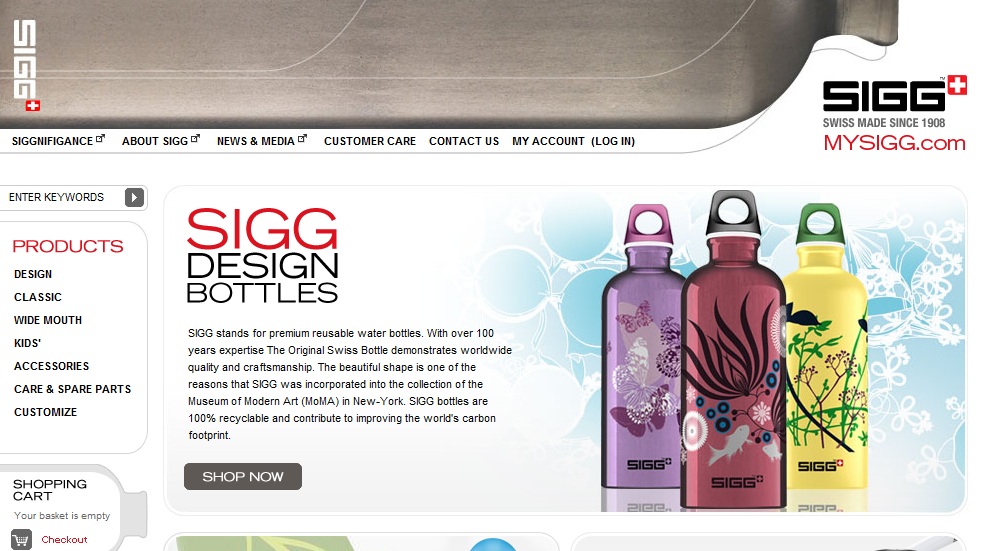 SIGG
SIGG
SWISS MADE SINCE 1908
MYSIGG.com
SIGGNIFIGANCE ABOUT SIGG NEWS & MEDIA CUSTOMER CARE CONTACT US MY ACCOUNT (LOG IN)
ENTER KEYWORDS
PRODUCTS
DESIGN
CLASSIC
WIDE MOUTH
KIDS'
ACCESSORIES
CARE & SPARE PARTS
CUSTOMIZE
SHOPPING
CART
Your basket is empty
Checkout
SIGG
DESIGN
BOTTLES
SIGG stands for premium reusable water bottles. With over 100
years expertise The Original Swiss Bottle demonstrates worldwide
quality and craftsmanship. The beautiful shape is one of the
reasons that SIGG was incorporated into the collection of the
Museum of Modern Art (MoMA) in New-York. SIGG bottles are
100% recyclable and contribute to improving the world's carbon
footprint.
SHOP NOW
SIGG
SIGG
SIGG